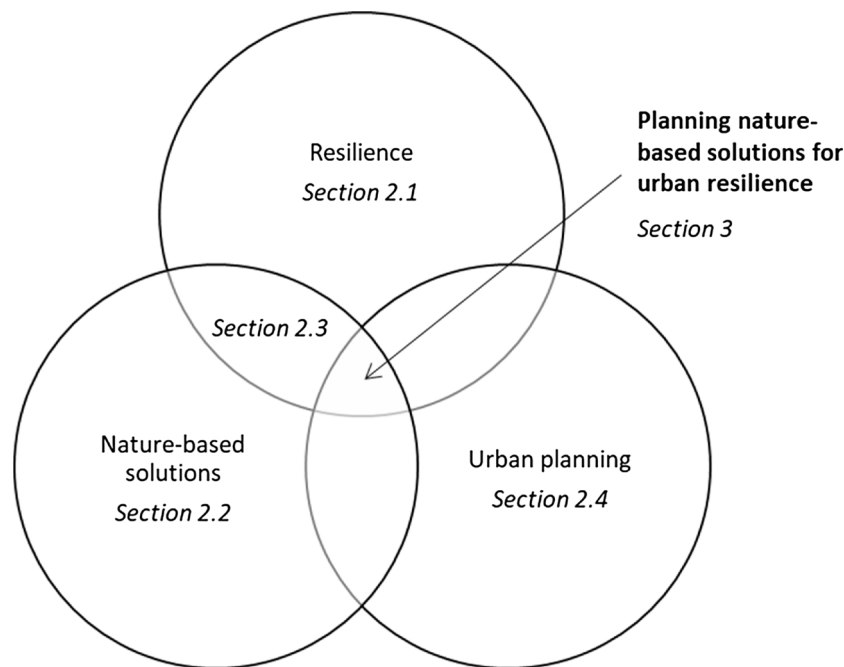 Resilience
Section 2.1
Planning nature-
based solutions for
urban resilience
Section 3
Section 2.3
Nature-based
solutions
Section 2.2
Urban planning
Section 2.4